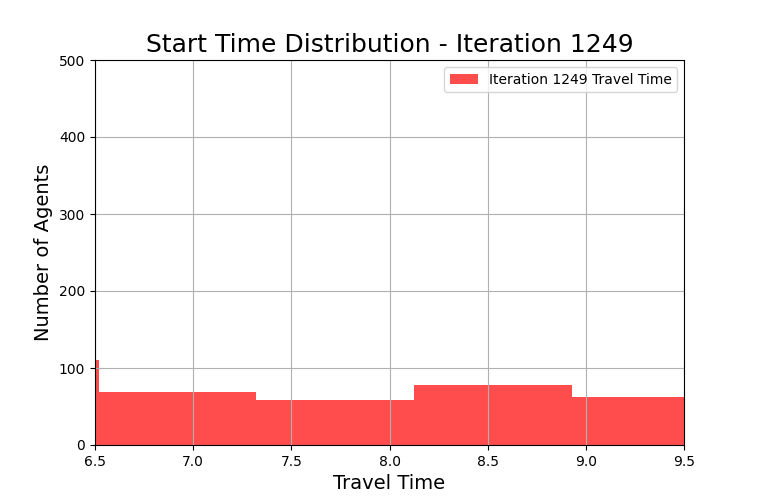 Start Time Distribution - Iteration 1249
Iteration 1249 Travel Time
Number of Agents
500
400
300
200
100
0
6.5 7.0 7.5 8.0 8.5 9.0 9.5
Travel Time